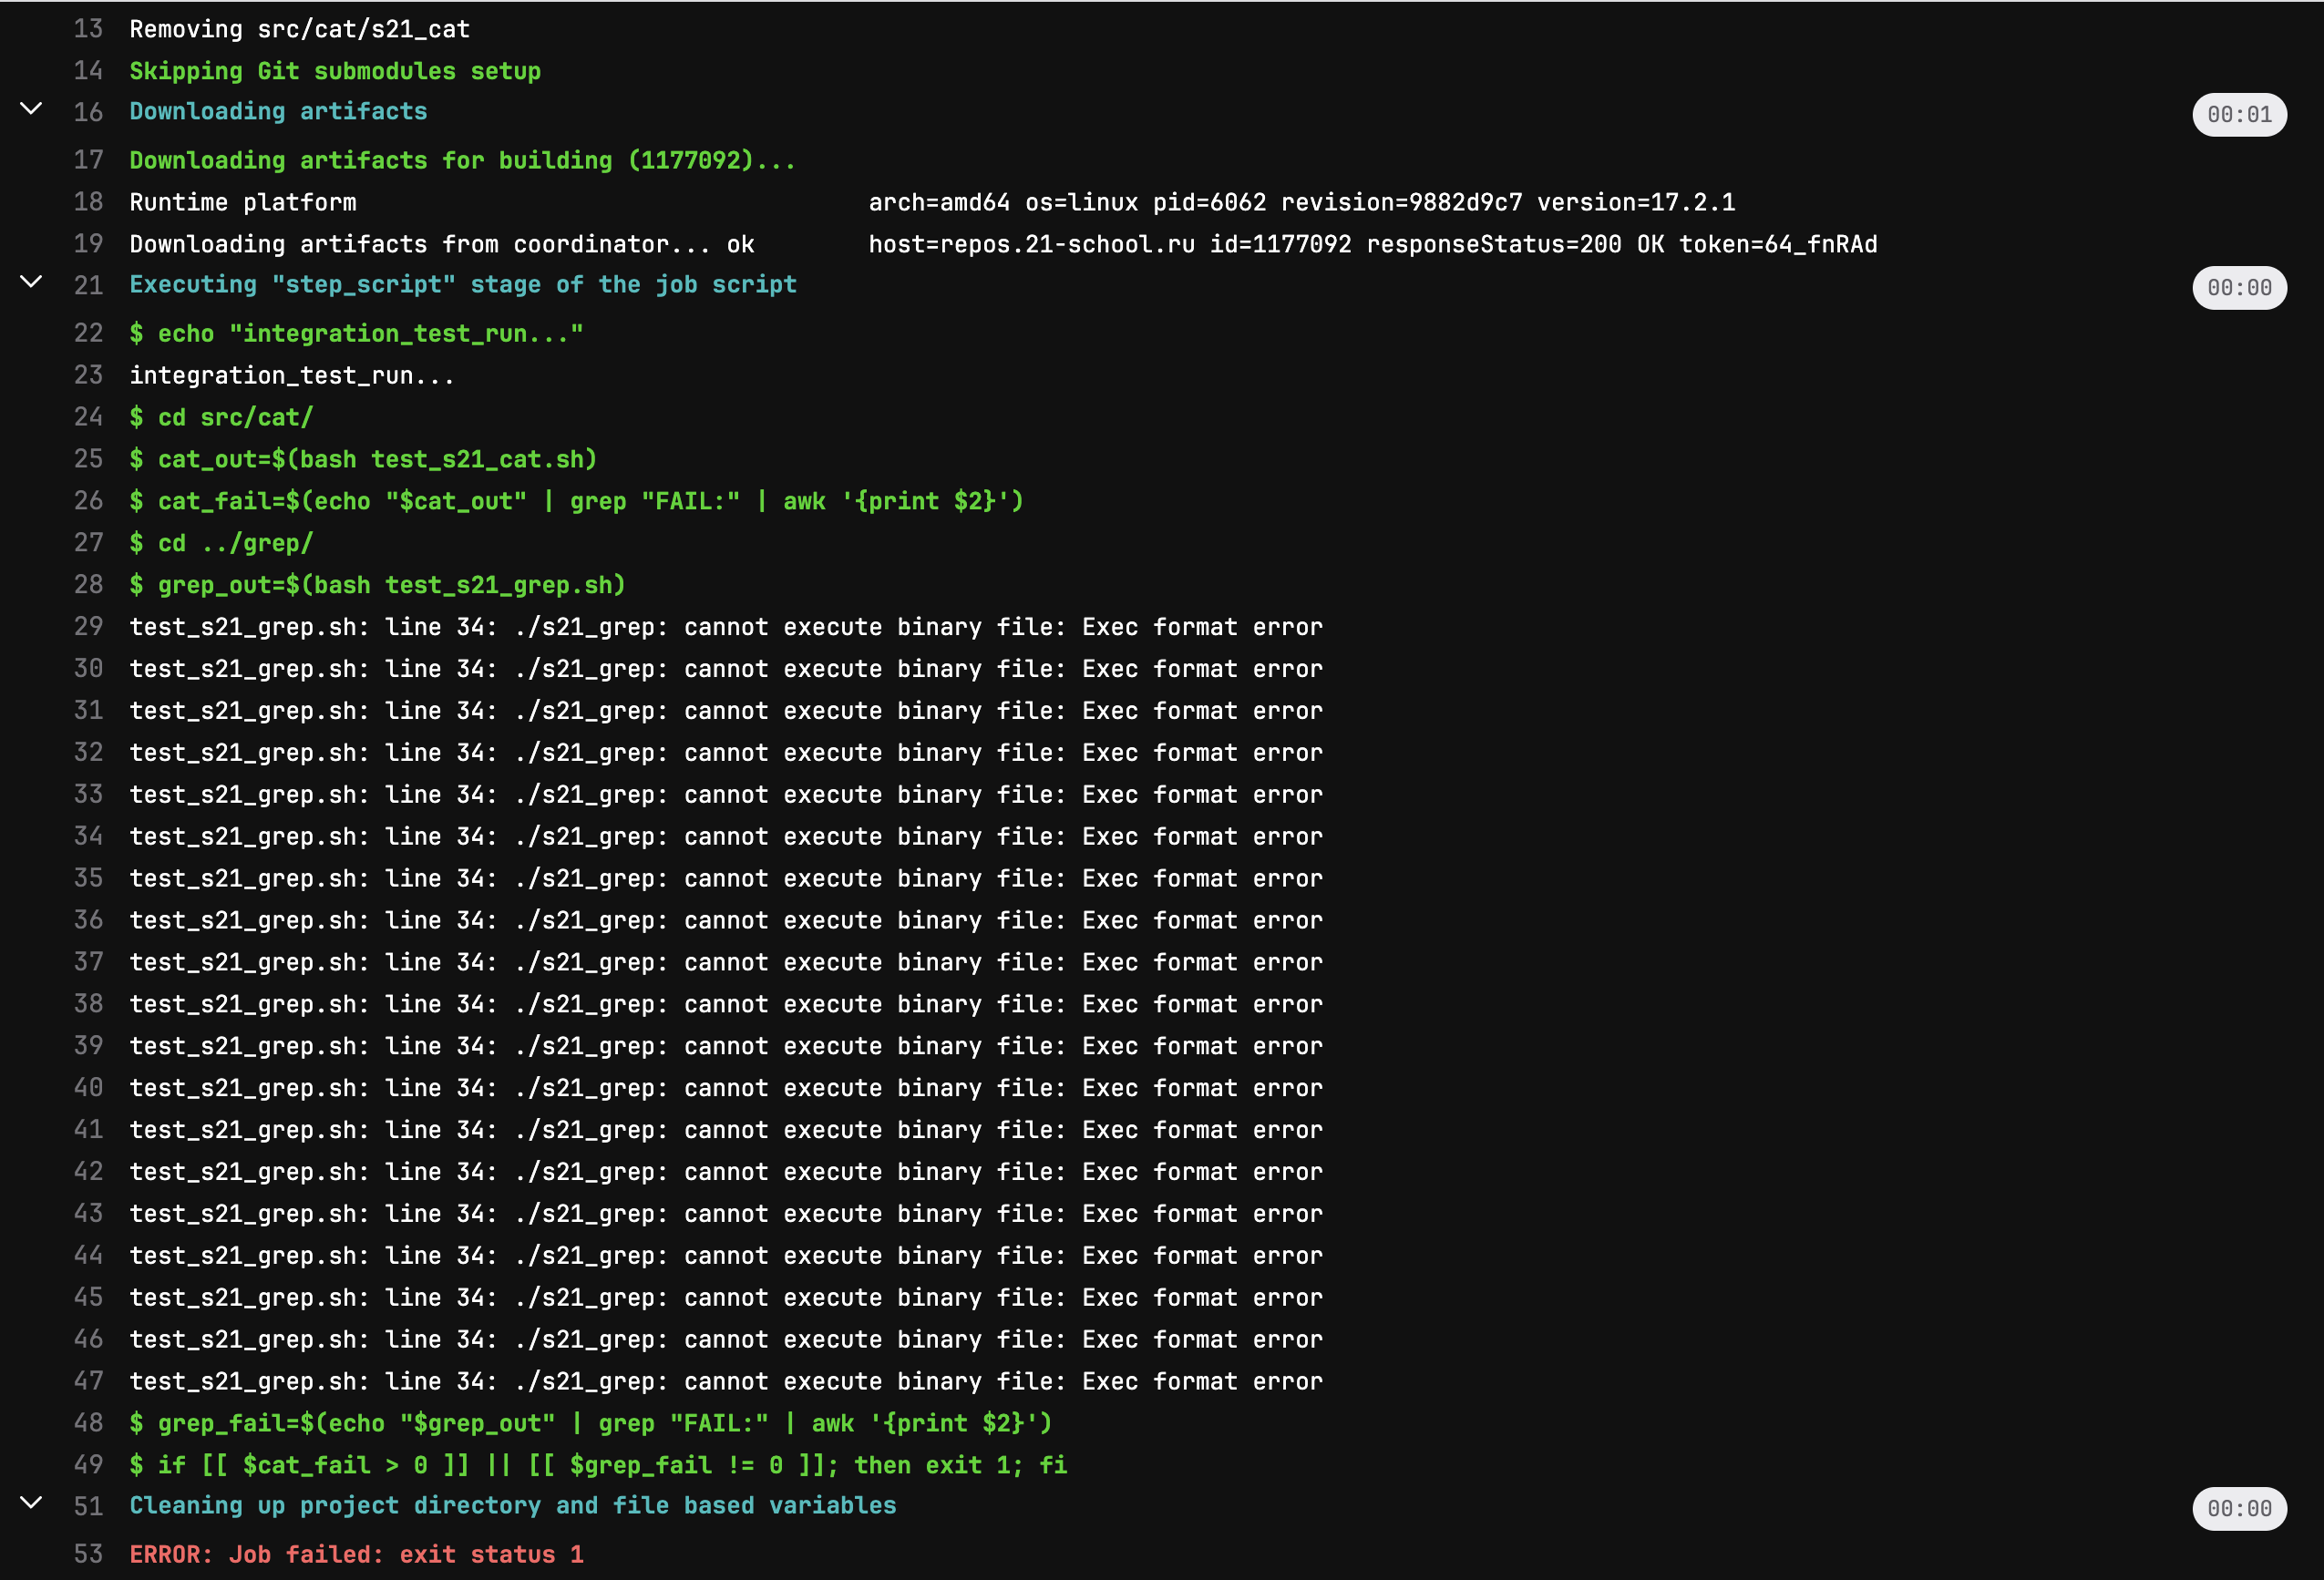 13 Removing src/cat/s21_cat
14 Skipping Git submodules setup
16 Downloading artifacts 00:01
17 Downloading artifacts for building (1177092)...
18 Runtime platform                                    arch=amd64 os=linux pid=6062 revision=9882d9c7 version=17.2.1
19 Downloading artifacts from coordinator... ok        host=repos.21-school.ru id=1177092 responseStatus=200 OK token=64_fnRAd
21 Executing "step_script" stage of the job script 00:00
22 $ echo "integration_test_run..."
23 integration_test_run...
24 $ cd src/cat/
25 $ cat_out=$(bash test_s21_cat.sh)
26 $ cat_fail=$(echo "$cat_out" | grep "FAIL:" | awk '{print $2}')
27 $ cd ../grep/
28 $ grep_out=$(bash test_s21_grep.sh)
29 test_s21_grep.sh: line 34: ./s21_grep: cannot execute binary file: Exec format error
30 test_s21_grep.sh: line 34: ./s21_grep: cannot execute binary file: Exec format error
31 test_s21_grep.sh: line 34: ./s21_grep: cannot execute binary file: Exec format error
32 test_s21_grep.sh: line 34: ./s21_grep: cannot execute binary file: Exec format error
33 test_s21_grep.sh: line 34: ./s21_grep: cannot execute binary file: Exec format error
34 test_s21_grep.sh: line 34: ./s21_grep: cannot execute binary file: Exec format error
35 test_s21_grep.sh: line 34: ./s21_grep: cannot execute binary file: Exec format error
36 test_s21_grep.sh: line 34: ./s21_grep: cannot execute binary file: Exec format error
37 test_s21_grep.sh: line 34: ./s21_grep: cannot execute binary file: Exec format error
38 test_s21_grep.sh: line 34: ./s21_grep: cannot execute binary file: Exec format error
39 test_s21_grep.sh: line 34: ./s21_grep: cannot execute binary file: Exec format error
40 test_s21_grep.sh: line 34: ./s21_grep: cannot execute binary file: Exec format error
41 test_s21_grep.sh: line 34: ./s21_grep: cannot execute binary file: Exec format error
42 test_s21_grep.sh: line 34: ./s21_grep: cannot execute binary file: Exec format error
43 test_s21_grep.sh: line 34: ./s21_grep: cannot execute binary file: Exec format error
44 test_s21_grep.sh: line 34: ./s21_grep: cannot execute binary file: Exec format error
45 test_s21_grep.sh: line 34: ./s21_grep: cannot execute binary file: Exec format error
46 test_s21_grep.sh: line 34: ./s21_grep: cannot execute binary file: Exec format error
47 test_s21_grep.sh: line 34: ./s21_grep: cannot execute binary file: Exec format error
48 $ grep_fail=$(echo "$grep_out" | grep "FAIL:" | awk '{print $2}')
49 $ if [[ $cat_fail > 0 ]] || [[ $grep_fail != 0 ]]; then exit 1; fi
51 Cleaning up project directory and file based variables 00:00
53 ERROR: Job failed: exit status 1